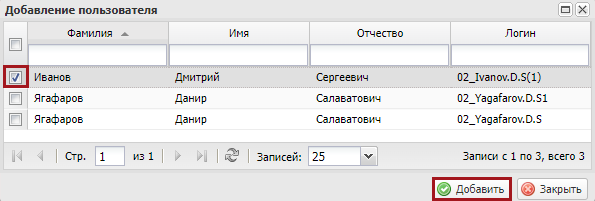 Добавление пользователя
Фамилия Имя Отчество Логин
Иванов Дмитрий Сергеевич 02_Ivanov.D.S(1)
Ягафаров Данир Салаватович 02_Yagafarov.D.S1
Ягафаров Данир Салаватович 02_Yagafarov.D.S
Стр. 1 из 1 Записей: 25 Записи с 1 по 3, всего 3
Добавить Закрыть